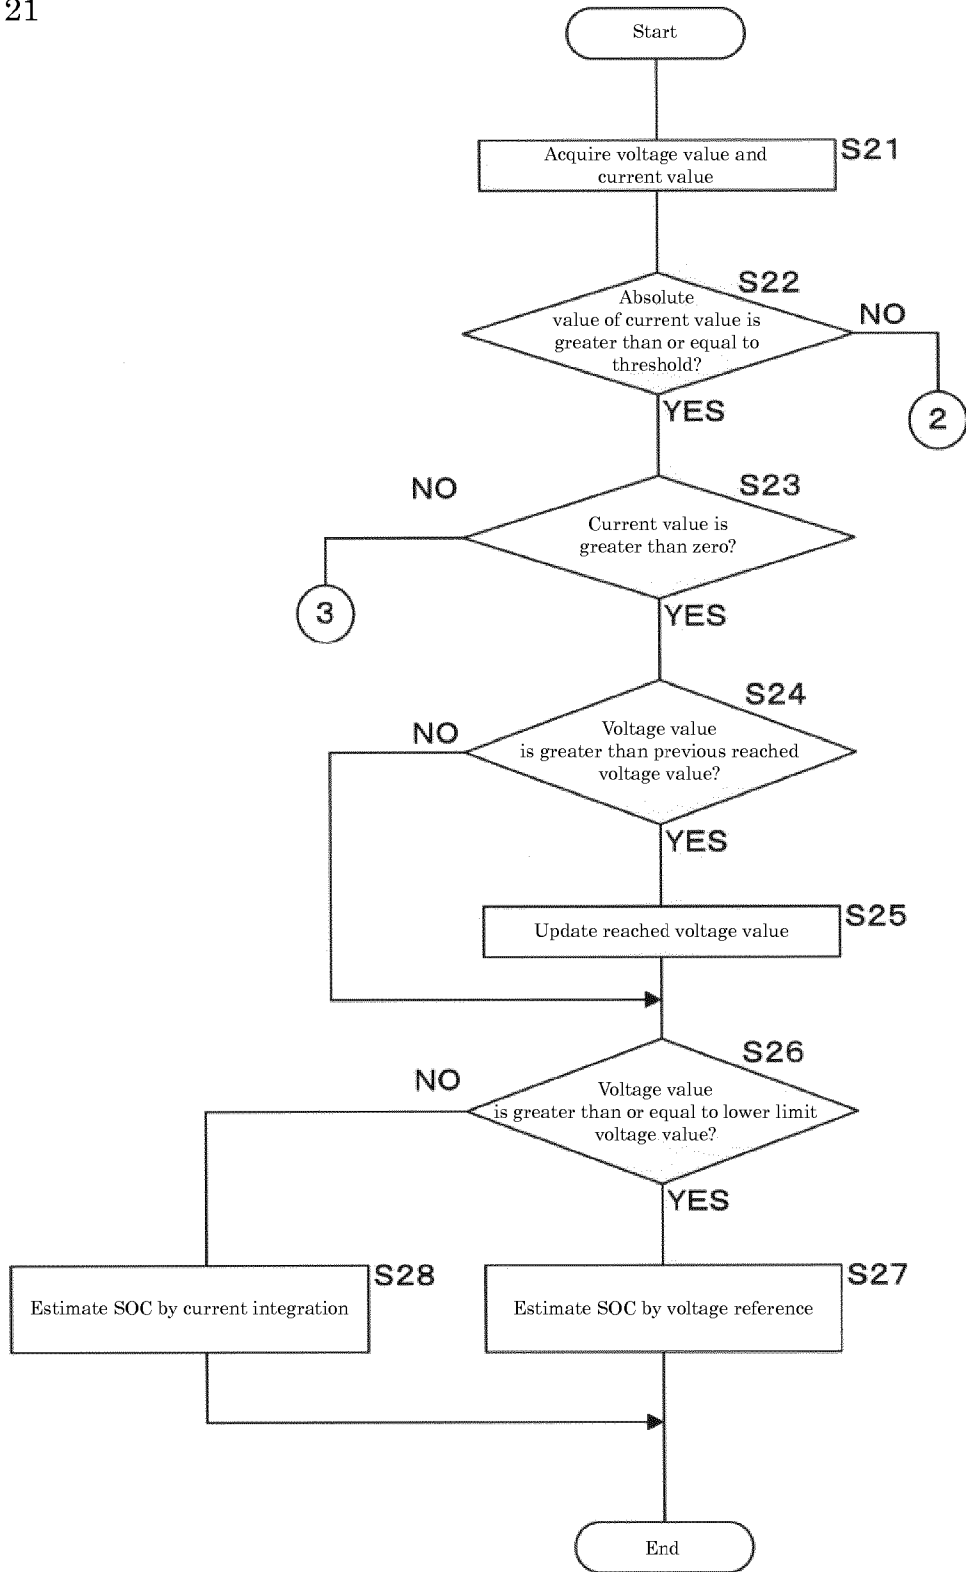 21
Start
Acquire voltage value and
current value
S21
S22
Absolute
value of current value is
greater than or equal to
threshold?
NO
2
YES
S23
NO
Current value is
greater than zero?
3
YES
S24
NO
Voltage value
is greater than previous reached
voltage value?
YES
Update reached voltage value
S25
S26
NO
Voltage value
is greater than or equal to lower limit
voltage value?
YES
Estimate SOC by current integration
S28
Estimate SOC by voltage reference
S27
End